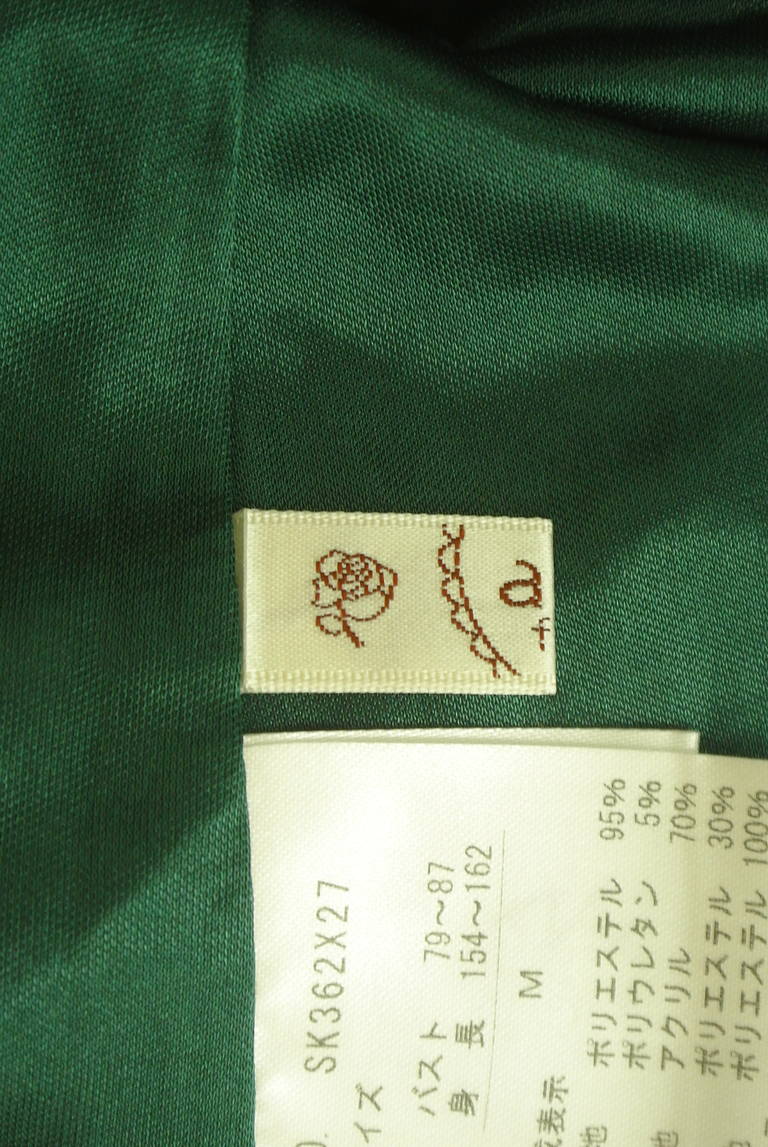 a
SK362X27
イズ
バスト 79～87
身長 154～162
M
表示
ポリエステル 95%
ポリウレタン 5%
アクリル 70%
ポリエステル 30%
ポリエステル 100%